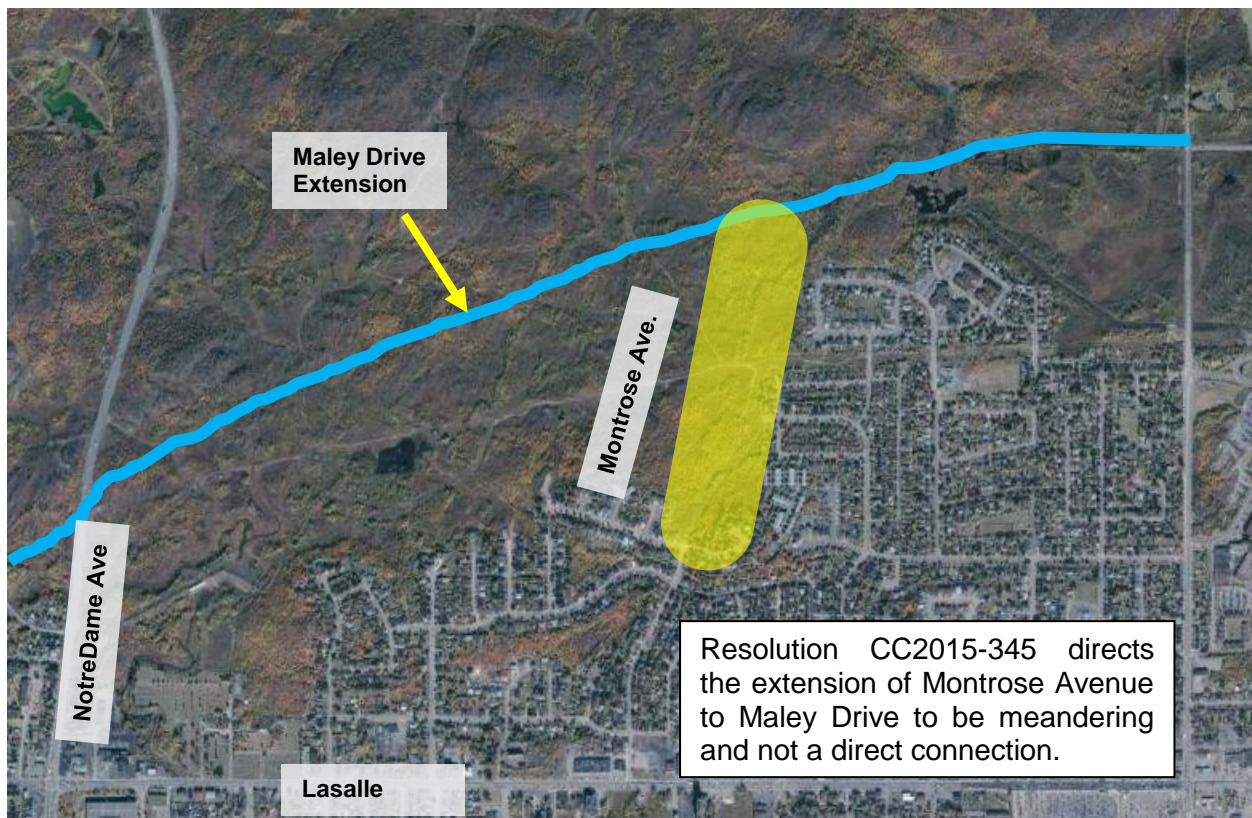 Maley Drive
Extension
Montrose Ave.
NotreDame Ave
Resolution CC2015-345 directs
the extension of Montrose Avenue
to Maley Drive to be meandering
and not a direct connection.
Lasalle